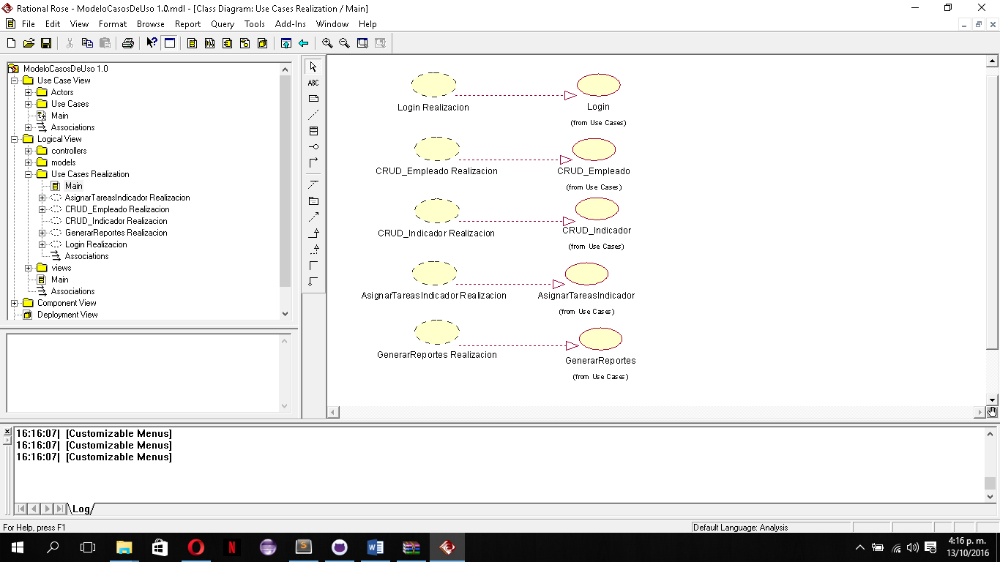 Rational Rose - ModeloCasosDeUso 1.0.mdl - [Class Diagram: Use Cases Realization / Main]
File Edit View Format Browse Report Query Tools Add-Ins Window Help
ModeloCasosDeUso 1.0
Use Case View
Actors
Use Cases
Main
Associations
Logical View
controllers
models
Use Cases Realization
Main
AsignarTareasIndicador Realizacion
CRUD_Empleado Realizacion
CRUD_Indicador Realizacion
GenerarReportes Realizacion
Login Realizacion
Associations
views
Main
Associations
Component View
Deployment View
ABC
Login Realizacion
Login
(from Use Cases)
CRUD_Empleado Realizacion
CRUD_Empleado
(from Use Cases)
CRUD_Indicador Realizacion
CRUD_Indicador
(from Use Cases)
AsignarTareasIndicador Realizacion
AsignarTareasIndicador
(from Use Cases)
GenerarReportes Realizacion
GenerarReportes
(from Use Cases)
16:16:07| [Customizable Menus]
16:16:07| [Customizable Menus]
16:16:07| [Customizable Menus]
Log
For Help, press F1
Default Language: Analysis
4:16 p. m.
13/10/2016